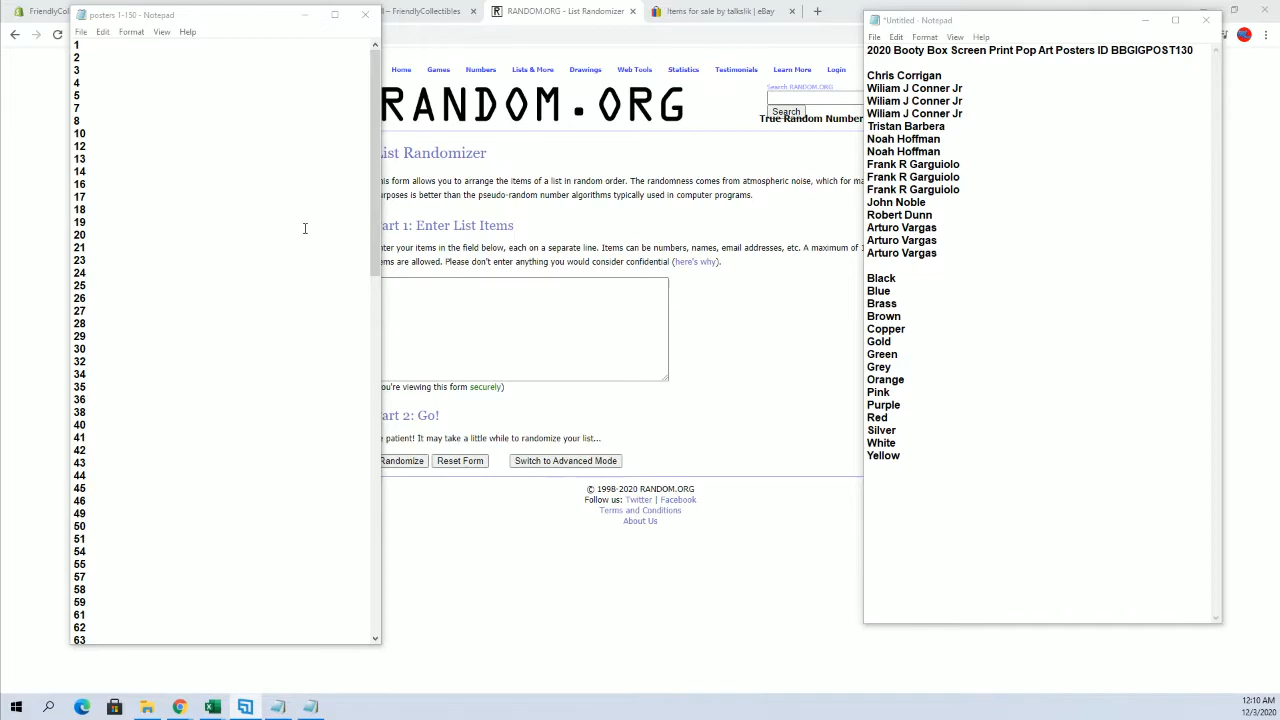 FriendlyCollectibles
RANDOM.ORG - List Randomizer
Items for sale by talkslik | eBay
posters 1-150 - Notepad
File Edit Format View Help
1
2
3
4
5
7
8
10
12
13
14
16
17
18
19
20
21
23
24
25
26
27
28
29
30
32
34
35
36
38
40
41
42
43
44
45
46
49
50
51
54
55
57
58
59
61
62
63
Home Games Numbers Lists & More Drawings Web Tools Statistics Testimonials Learn More Login
RANDOM.ORG
Search RANDOM.ORG
Search
True Random Number
List Randomizer
his form allows you to arrange the items of a list in random order. The randomness comes from atmospheric noise, which for ma
urposes is better than the pseudo-random number algorithms typically used in computer programs.
art 1: Enter List Items
nter your items in the field below, each on a separate line. Items can be numbers, names, email addresses, etc. A maximum of 1
ems are allowed. Please don't enter anything you would consider confidential (here's why).
ou're viewing this form securely)
art 2: Go!
e patient! It may take a little while to randomize your list...
Randomize Reset Form Switch to Advanced Mode
© 1998-2020 RANDOM.ORG
Follow us: Twitter | Facebook
Terms and Conditions
About Us
*Untitled - Notepad
File Edit Format View Help
2020 Booty Box Screen Print Pop Art Posters ID BBGIGPOST130
Chris Corrigan
Wiliam J Conner Jr
Wiliam J Conner Jr
Wiliam J Conner Jr
Tristan Barbera
Noah Hoffman
Noah Hoffman
Frank R Garguiolo
Frank R Garguiolo
Frank R Garguiolo
John Noble
Robert Dunn
Arturo Vargas
Arturo Vargas
Arturo Vargas
Black
Blue
Brass
Brown
Copper
Gold
Green
Grey
Orange
Pink
Purple
Red
Silver
White
Yellow
12:10 AM
12/3/2020